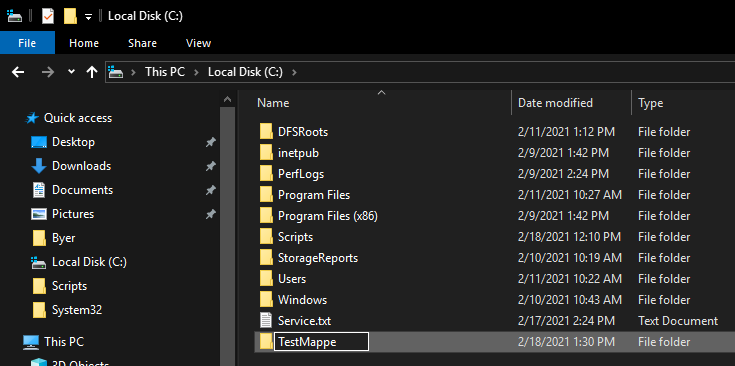 Local Disk (C:)
File Home Share View
This PC Local Disk (C:)
Name Date modified Type
Quick access
Desktop
Downloads
Documents
Pictures
Byer
Local Disk (C:)
Scripts
System32
This PC
3D Objects
DFSRoots 2/11/2021 1:12 PM File folder
inetpub 2/9/2021 1:42 PM File folder
PerfLogs 2/9/2021 2:24 PM File folder
Program Files 2/11/2021 10:27 AM File folder
Program Files (x86) 2/9/2021 1:42 PM File folder
Scripts 2/18/2021 12:10 PM File folder
StorageReports 2/10/2021 10:19 AM File folder
Users 2/11/2021 10:22 AM File folder
Windows 2/10/2021 10:43 AM File folder
Service.txt 2/17/2021 2:24 PM Text Document
TestMappe 2/18/2021 1:30 PM File folder